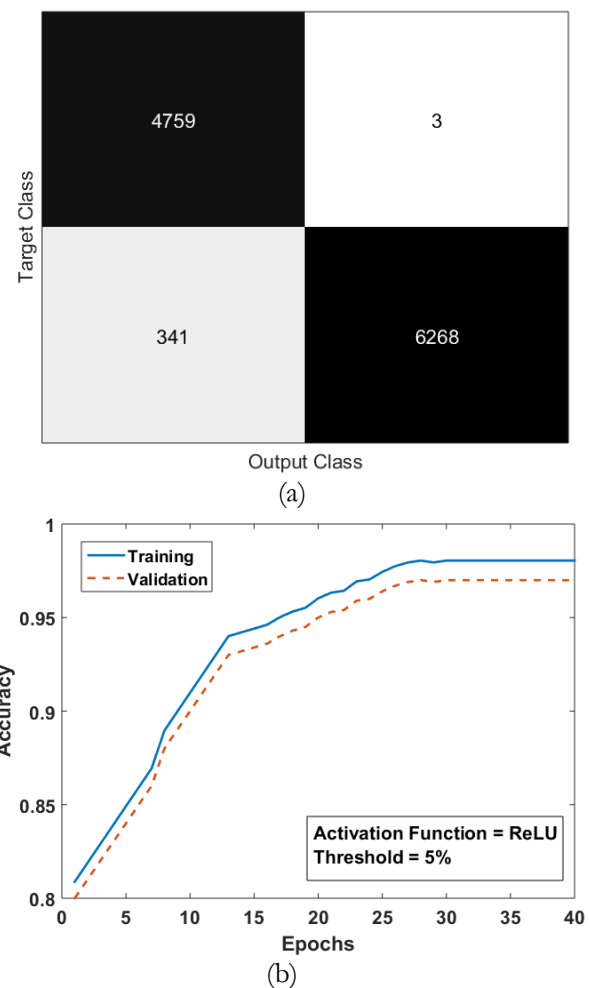 4759
3
341
6268
Target Class
Output Class
(a)
1
0.95
0.9
0.85
0.8
Accuracy
Training
Validation
Activation Function = ReLU
Threshold = 5%
0 5 10 15 20 25 30 35 40
Epochs
(b)